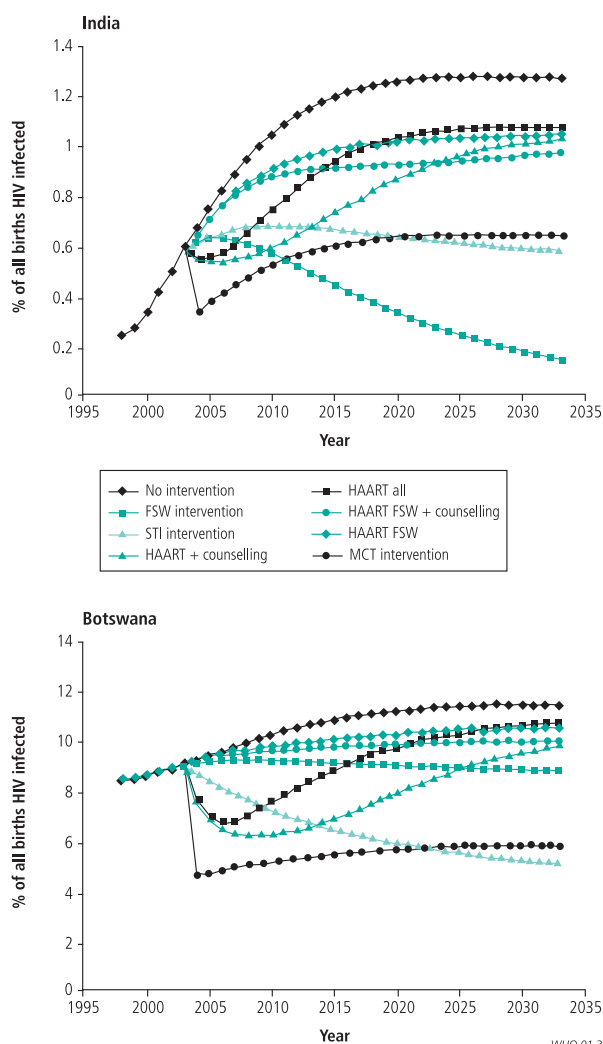 India
1.4
1.2
1
0.8
0.6
0.4
0.2
0
% of all births HIV infected
1995 2000 2005 2010 2015 2020 2025 2030 2035
Year
No intervention HAART all
FSW intervention HAART FSW + counselling
STI intervention HAART FSW
HAART + counselling MCT intervention
Botswana
14
12
10
8
6
4
2
0
% of all births HIV infected
1995 2000 2005 2010 2015 2020 2025 2030 2035
Year